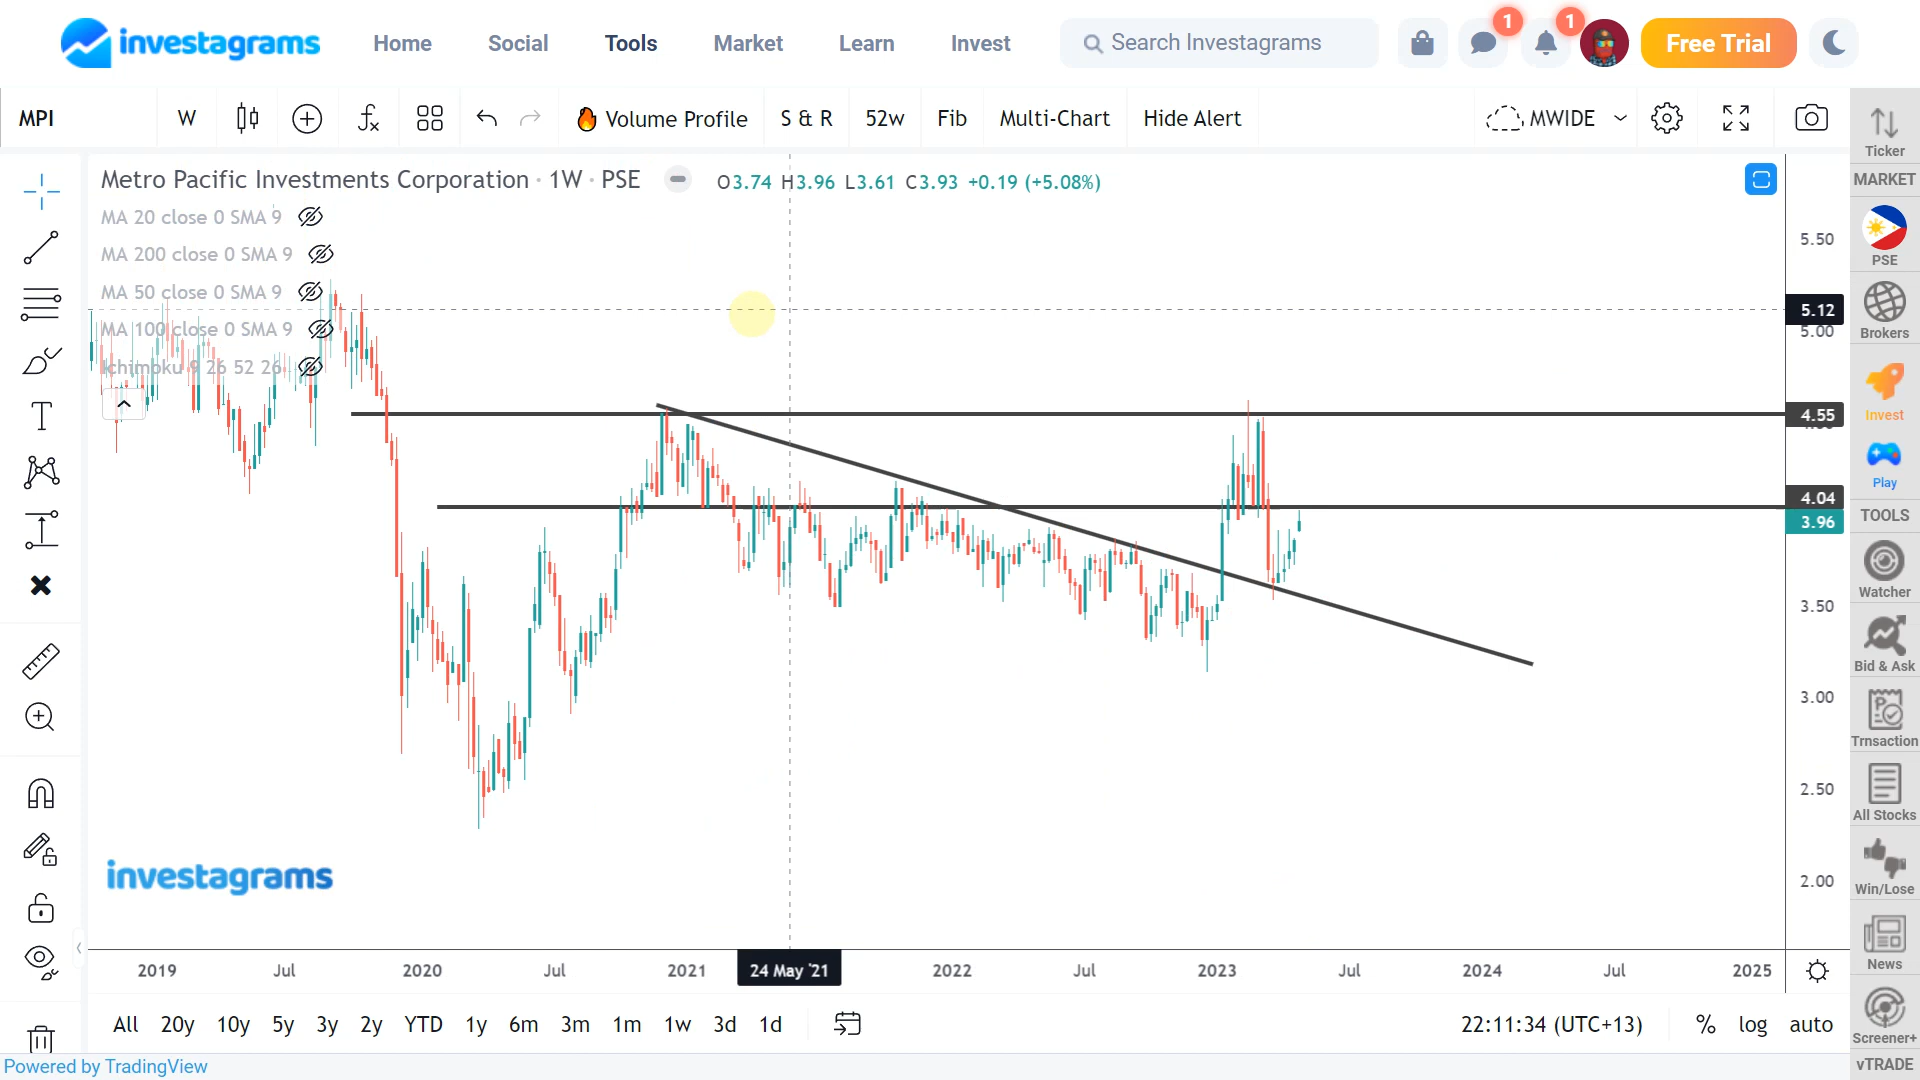 investagrams
Home
Social
Tools
Market
Learn
Invest
Search Investagrams
1
1
Free Trial
MPI
W
Volume Profile
S & R
52w
Fib
Multi-Chart
Hide Alert
MWIDE
Ticker
MARKET
PSE
Brokers
Invest
Play
TOOLS
Watcher
Bid & Ask
Trnsaction
All Stocks
Win/Lose
News
Screener+
vTRADE
Metro Pacific Investments Corporation · 1W · PSE
O3.74 H3.96 L3.61 C3.93 +0.19 (+5.08%)
MA 20 close 0 SMA 9
MA 200 close 0 SMA 9
MA 50 close 0 SMA 9
MA 100 close 0 SMA 9
Ichimoku 9 26 52 26
5.50
5.12
5.00
4.55
4.04
3.96
3.50
3.00
2.50
2.00
investagrams
2019
Jul
2020
Jul
2021
24 May '21
2022
Jul
2023
Jul
2024
Jul
2025
All
20y
10y
5y
3y
2y
YTD
1y
6m
3m
1m
1w
3d
1d
22:11:34 (UTC+13)
%
log
auto
Powered by TradingView